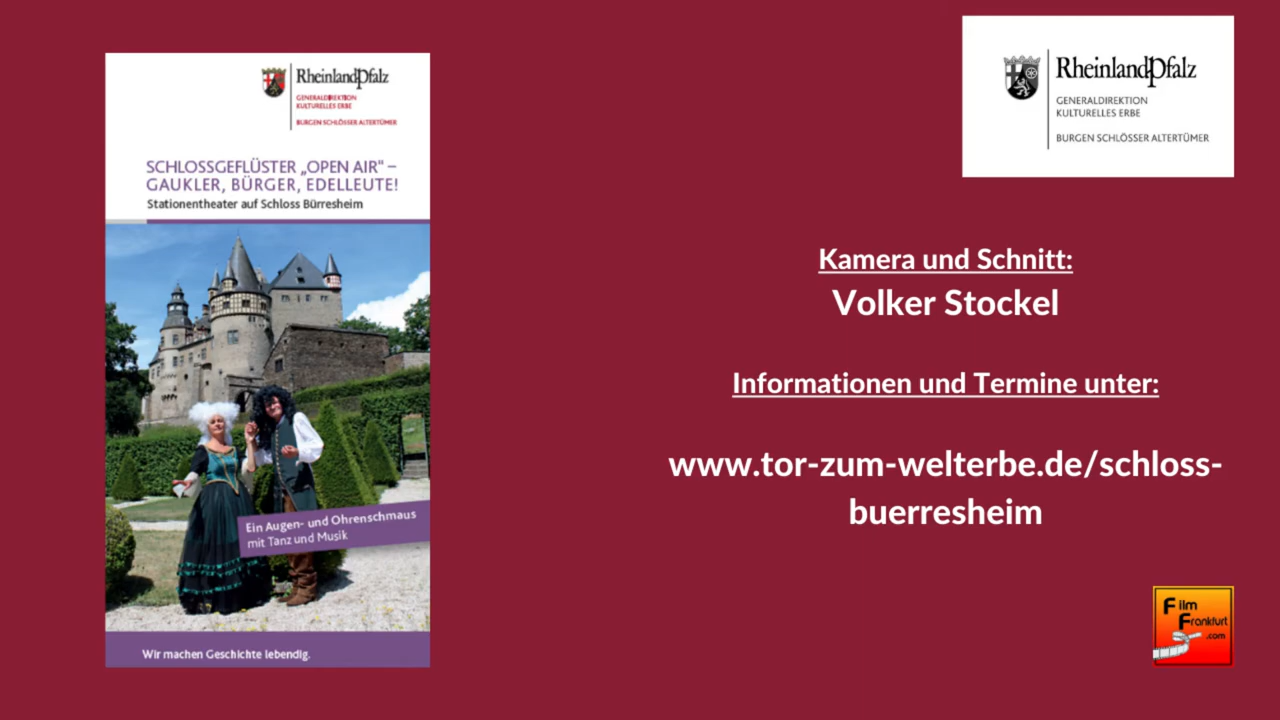 RheinlandPfalz
GENERALDIREKTION
KULTURELLES ERBE
BURGEN SCHLÖSSER ALTERTÜMER
SCHLOSSGEFLÜSTER „OPEN AIR" –
GAUKLER, BÜRGER, EDELLEUTE!
Stationentheater auf Schloss Bürresheim
Ein Augen- und Ohrenschmaus
mit Tanz und Musik
Wir machen Geschichte lebendig.
RheinlandPfalz
GENERALDIREKTION
KULTURELLES ERBE
BURGEN SCHLÖSSER ALTERTÜMER
Kamera und Schnitt:
Volker Stockel
Informationen und Termine unter:
www.tor-zum-welterbe.de/schloss-
buerresheim
Film
Frankfurt
.com